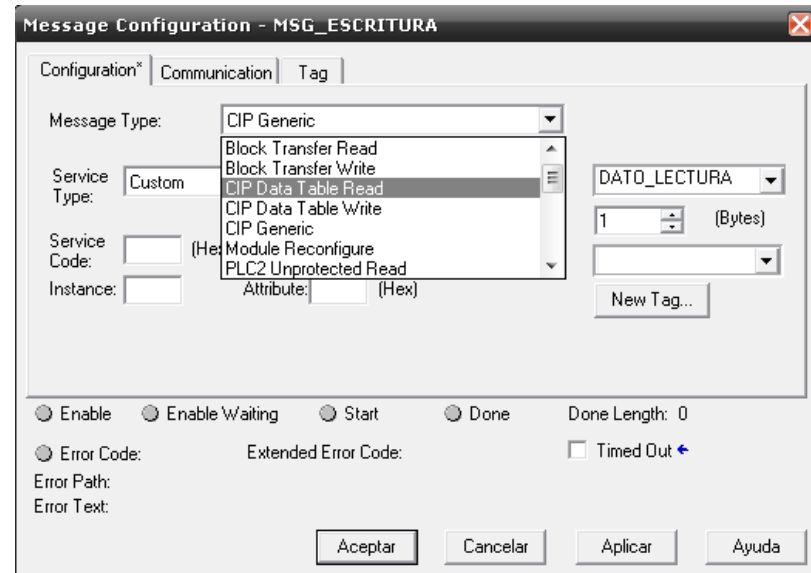 Message Configuration - MSG_ESCRITURA
Configuration* Communication Tag
Message Type: CIP Generic
Block Transfer Read
Block Transfer Write
CIP Data Table Read
CIP Data Table Write
CIP Generic
Module Reconfigure
PLC2 Unprotected Read
Service Type: Custom
DATO_LECTURA
1 (Bytes)
Service Code: (Hex
Instance: Attribute: (Hex)
New Tag...
Enable Enable Waiting Start Done Done Length: 0
Error Code: Extended Error Code: Timed Out
Error Path:
Error Text:
Aceptar Cancelar Aplicar Ayuda